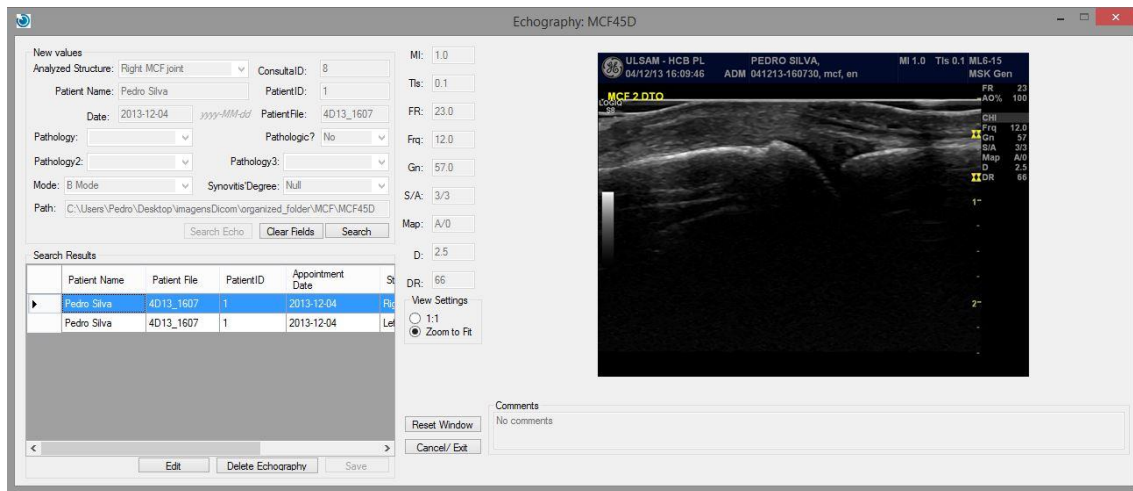 Echography: MCF45D
New values
Analyzed Structure: Right MCF joint ConsultaID: 8
Patient Name: Pedro Silva PatientID: 1
Date: 2013-12-04 yyyy-MM-dd PatientFile: 4D13_1607
Pathology: Pathologic? No
Pathology2: Pathology3:
Mode: B Mode Synovitis'Degree: Null
Path: C:\Users\Pedro\Desktop\imagensDicom\organized_folder\MCF\MCF45D
Search Echo Clear Fields Search
Search Results
Patient Name Patient File PatientID Appointment Date St
Pedro Silva 4D13_1607 1 2013-12-04 Rig
Pedro Silva 4D13_1607 1 2013-12-04 Lef
Edit Delete Echography Save
MI: 1.0
TIs: 0.1
FR: 23.0
Frq: 12.0
Gn: 57.0
S/A: 3/3
Map: A/0
D: 2.5
DR: 66
View Settings
1:1
Zoom to Fit
Reset Window
Cancel/ Exit
ULSAM - HCB PL PEDRO SILVA, MI 1.0 TIs 0.1 ML6-15
04/12/13 16:09:46 ADM 041213-160730, mcf, en MSK Gen
MCF 2 DTO
LOGIQ
S8
FR 23
AO% 100
CHI
Frq 12.0
Gn 57
S/A 3/3
Map A/0
D 2.5
DR 66
1-
2-
Comments
No comments